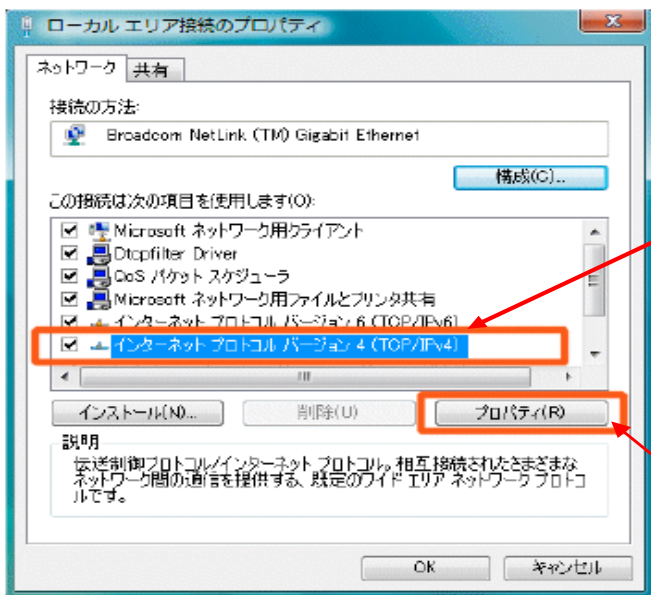 ローカル エリア接続のプロパティ
ネットワーク 共有
接続の方法:
Broadcom NetLink (TM) Gigabit Ethernet
構成(C)...
この接続は次の項目を使用します(O):
Microsoft ネットワーク用クライアント
Dtcpfilter Driver
QoS パケット スケジューラ
Microsoft ネットワーク用ファイルとプリンタ共有
インターネット プロトコル バージョン 6 (TCP/IPv6)
インターネット プロトコル バージョン 4 (TCP/IPv4)
インストール(N)... 削除(U) プロパティ(R)
説明
伝送制御プロトコル/インターネット プロトコル。相互接続されたさまざまな
ネットワーク間の通信を提供する、既定のワイド エリア ネットワーク プロトコ
ルです。
OK キャンセル